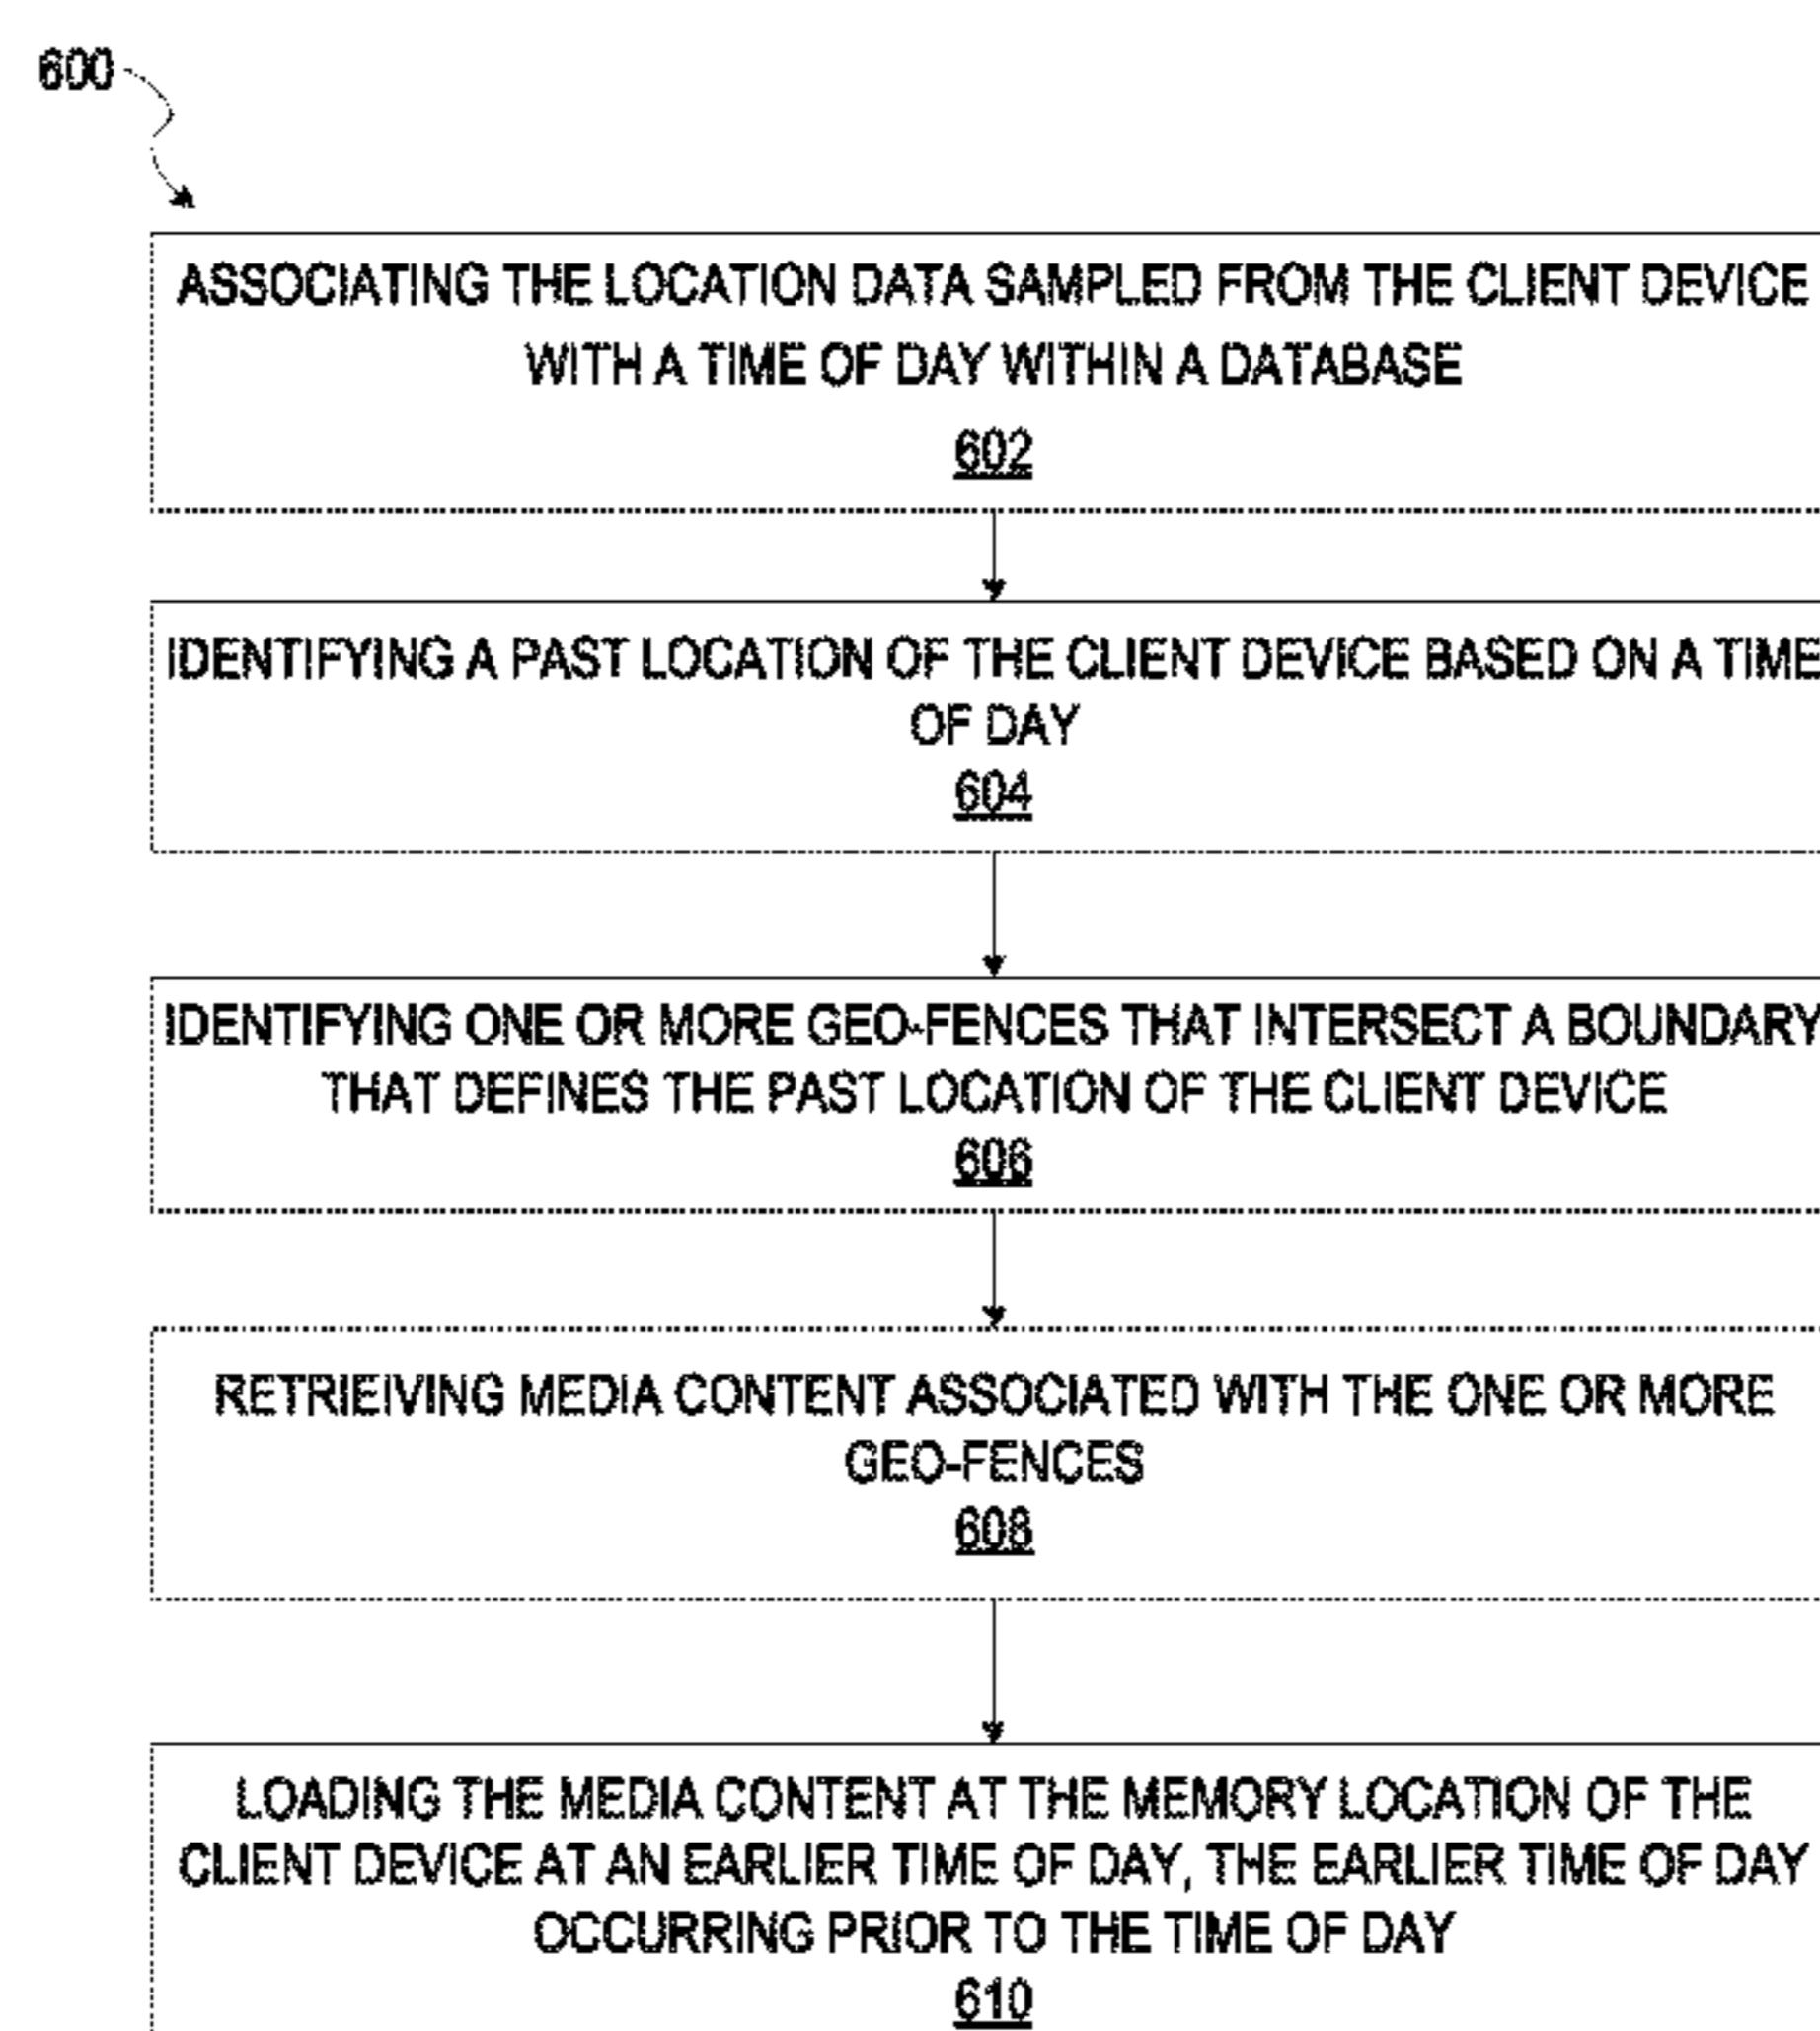 600
ASSOCIATING THE LOCATION DATA SAMPLED FROM THE CLIENT DEVICE
WITH A TIME OF DAY WITHIN A DATABASE
602
IDENTIFYING A PAST LOCATION OF THE CLIENT DEVICE BASED ON A TIME
OF DAY
604
IDENTIFYING ONE OR MORE GEO-FENCES THAT INTERSECT A BOUNDARY
THAT DEFINES THE PAST LOCATION OF THE CLIENT DEVICE
606
RETRIEIVING MEDIA CONTENT ASSOCIATED WITH THE ONE OR MORE
GEO-FENCES
608
LOADING THE MEDIA CONTENT AT THE MEMORY LOCATION OF THE
CLIENT DEVICE AT AN EARLIER TIME OF DAY, THE EARLIER TIME OF DAY
OCCURRING PRIOR TO THE TIME OF DAY
610